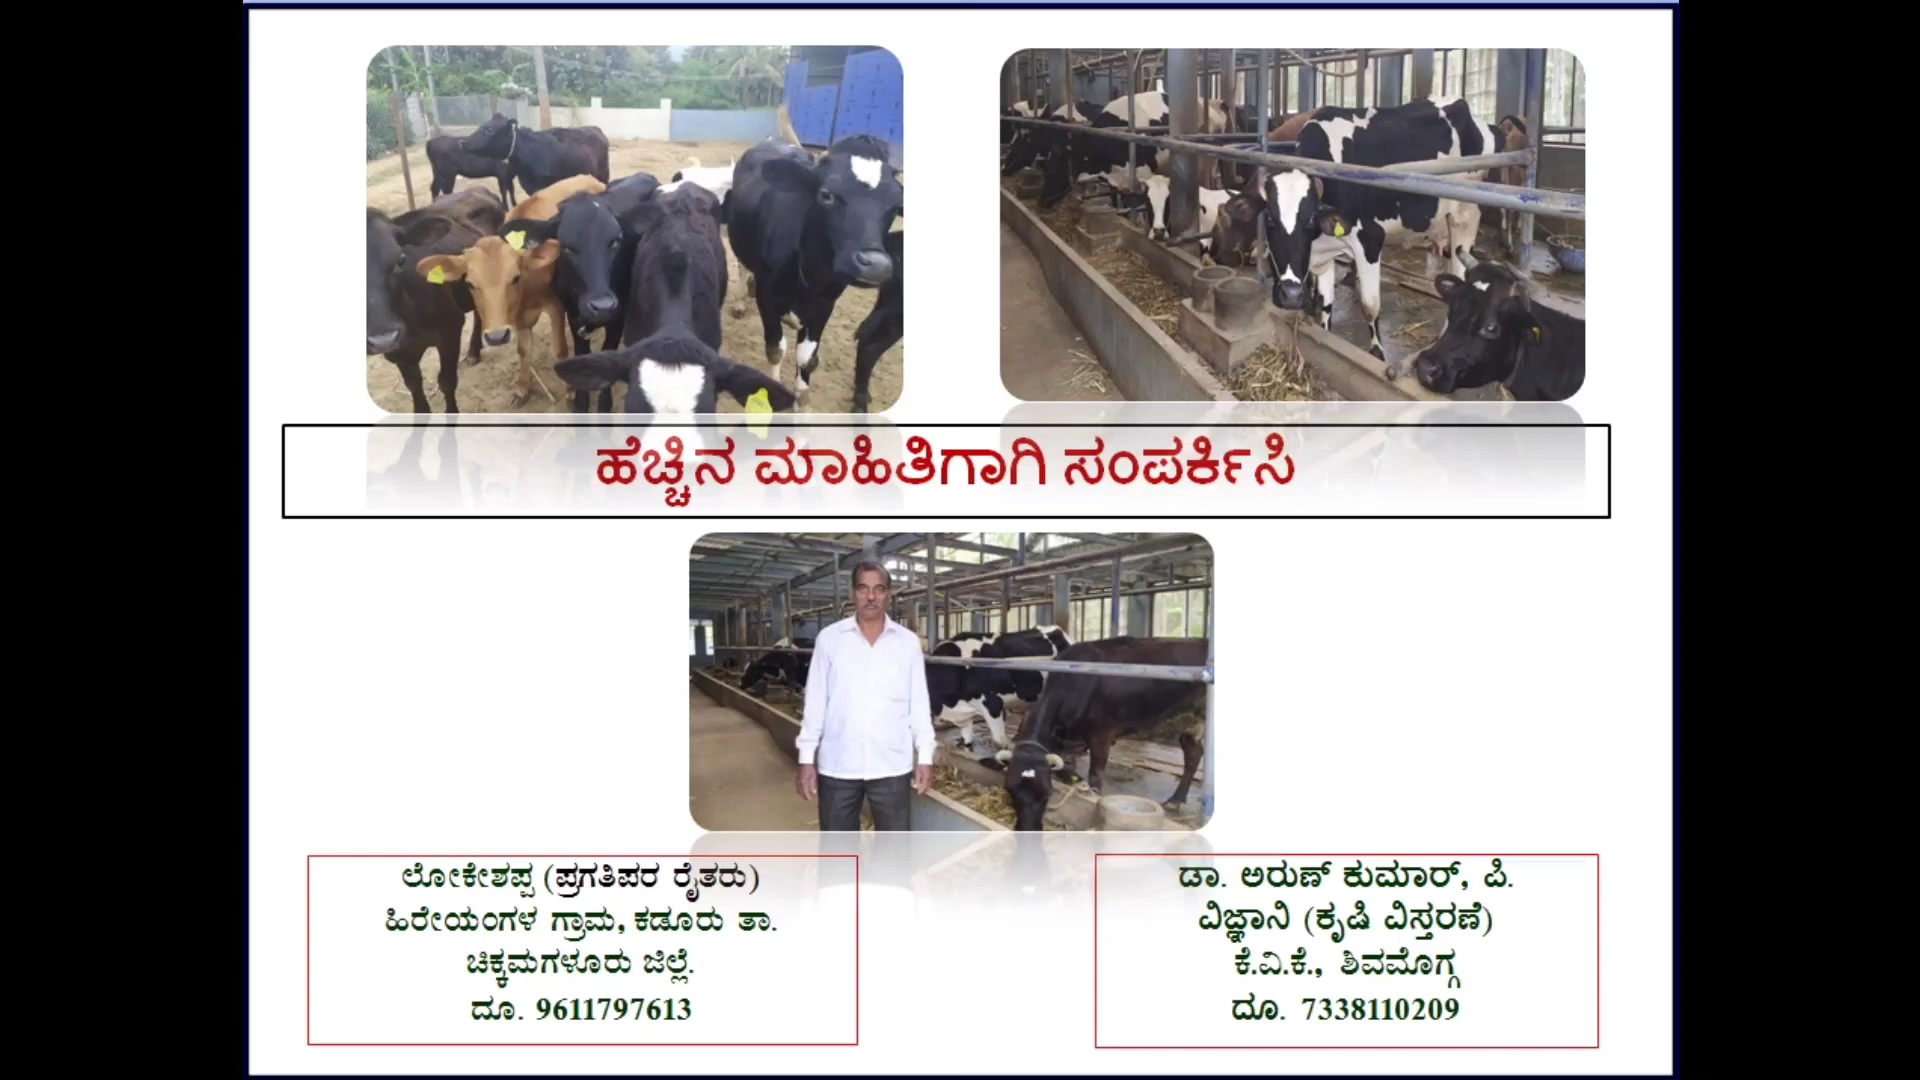 ಹೆಚ್ಚಿನ ಮಾಹಿತಿಗಾಗಿ ಸಂಪರ್ಕಿಸಿ
ಲೋಕೇಶಪ್ಪ (ಪ್ರಗತಿಪರ ರೈತರು)
ಹಿರೇಯಂಗಳ ಗ್ರಾಮ, ಕಡೂರು ತಾ.
ಚಿಕ್ಕಮಗಳೂರು ಜಿಲ್ಲೆ.
ದೂ. 9611797613
ಡಾ. ಅರುಣ್ ಕುಮಾರ್, ಪಿ.
ವಿಜ್ಞಾನಿ (ಕೃಷಿ ವಿಸ್ತರಣೆ)
ಕೆ.ವಿ.ಕೆ., ಶಿವಮೊಗ್ಗ
ದೂ. 7338110209